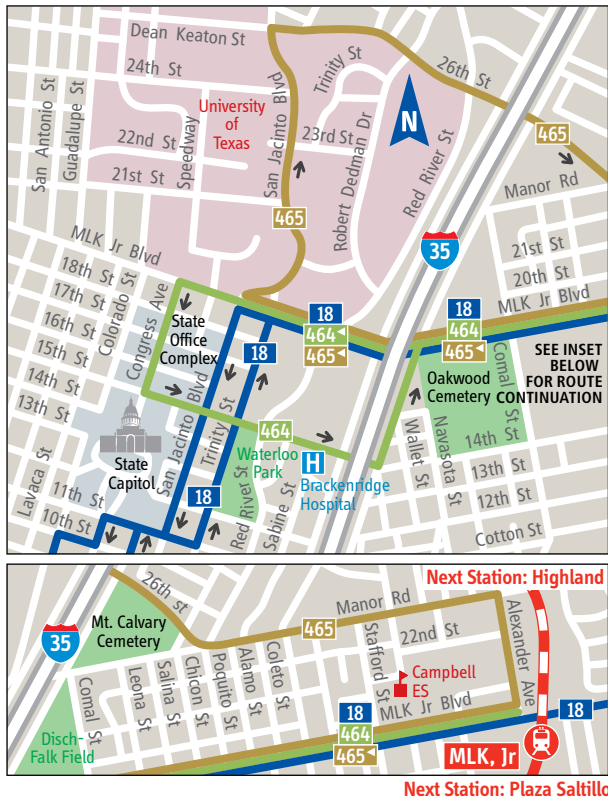 Dean Keaton St
24th St
University
of
Texas
22nd St
21st St
San Antonio St
Guadalupe St
Speedway
San Jacinto Blvd
Trinity St
23rd St
Robert Dedman Dr
Red River St
N
26th St
465
Manor Rd
35
21st St
20th St
MLK Jr Blvd
465
MLK Jr Blvd
18th St
17th St
16th St
15th St
14th St
13th St
Colorado St
Congress Ave
State
Office
Complex
18
464
465
18
464
465
18
SEE INSET
BELOW
FOR ROUTE
CONTINUATION
Oakwood
Cemetery
Comal St
14th St
13th St
12th St
Cotton St
Wallet St
Navasota St
464
Waterloo
Park
H
Brackenridge
Hospital
San Jacinto Blvd
Trinity St
State
Capitol
Lavaca St
11th St
10th St
18
Red River St
Sabine St
Next Station: Highland
26th st
Mt. Calvary
Cemetery
35
Manor Rd
465
Alexander Ave
Stafford St
22nd St
Campbell
ES
MLK Jr Blvd
Comal St
Leona St
Salina St
Chicon St
Poquito St
Alamo St
Coleto St
Disch-
Falk Field
18
464
465
18
MLK, Jr
Next Station: Plaza Saltillo